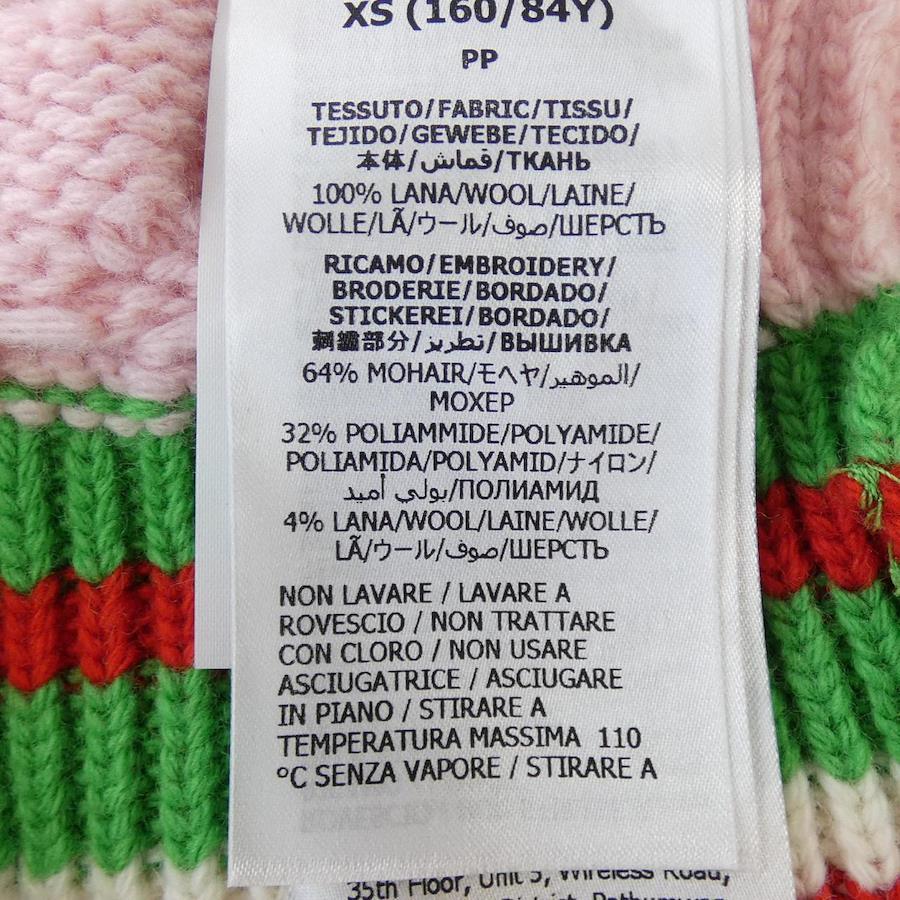 XS (160/84Y)
PP
TESSUTO/FABRIC/TISSU/
TEJIDO/GEWEBE/TECIDO/
本体/قماش/ТКАНЬ
100% LANA/WOOL/LAINE/
WOLLE/LÃ/ウール/صوف/ШЕРСТЬ
RICAMO/EMBROIDERY/
BRODERIE/BORDADO/
STICKEREI/BORDADO/
刺繍部分/تطريز/ВЫШИВКА
64% MOHAIR/モヘヤ/الموهير/
МОХЕР
32% POLIAMMIDE/POLYAMIDE/
POLIAMIDA/POLYAMID/ナイロン/
بولي أميد/ПОЛИАМИД
4% LANA/WOOL/LAINE/WOLLE/
LÃ/ウール/صوف/ШЕРСТЬ
NON LAVARE / LAVARE A
ROVESCIO / NON TRATTARE
CON CLORO / NON USARE
ASCIUGATRICE / ASCIUGARE
IN PIANO / STIRARE A
TEMPERATURA MASSIMA 110
°C SENZA VAPORE / STIRARE A
35th Floor, Unit 5, Wireless Road,